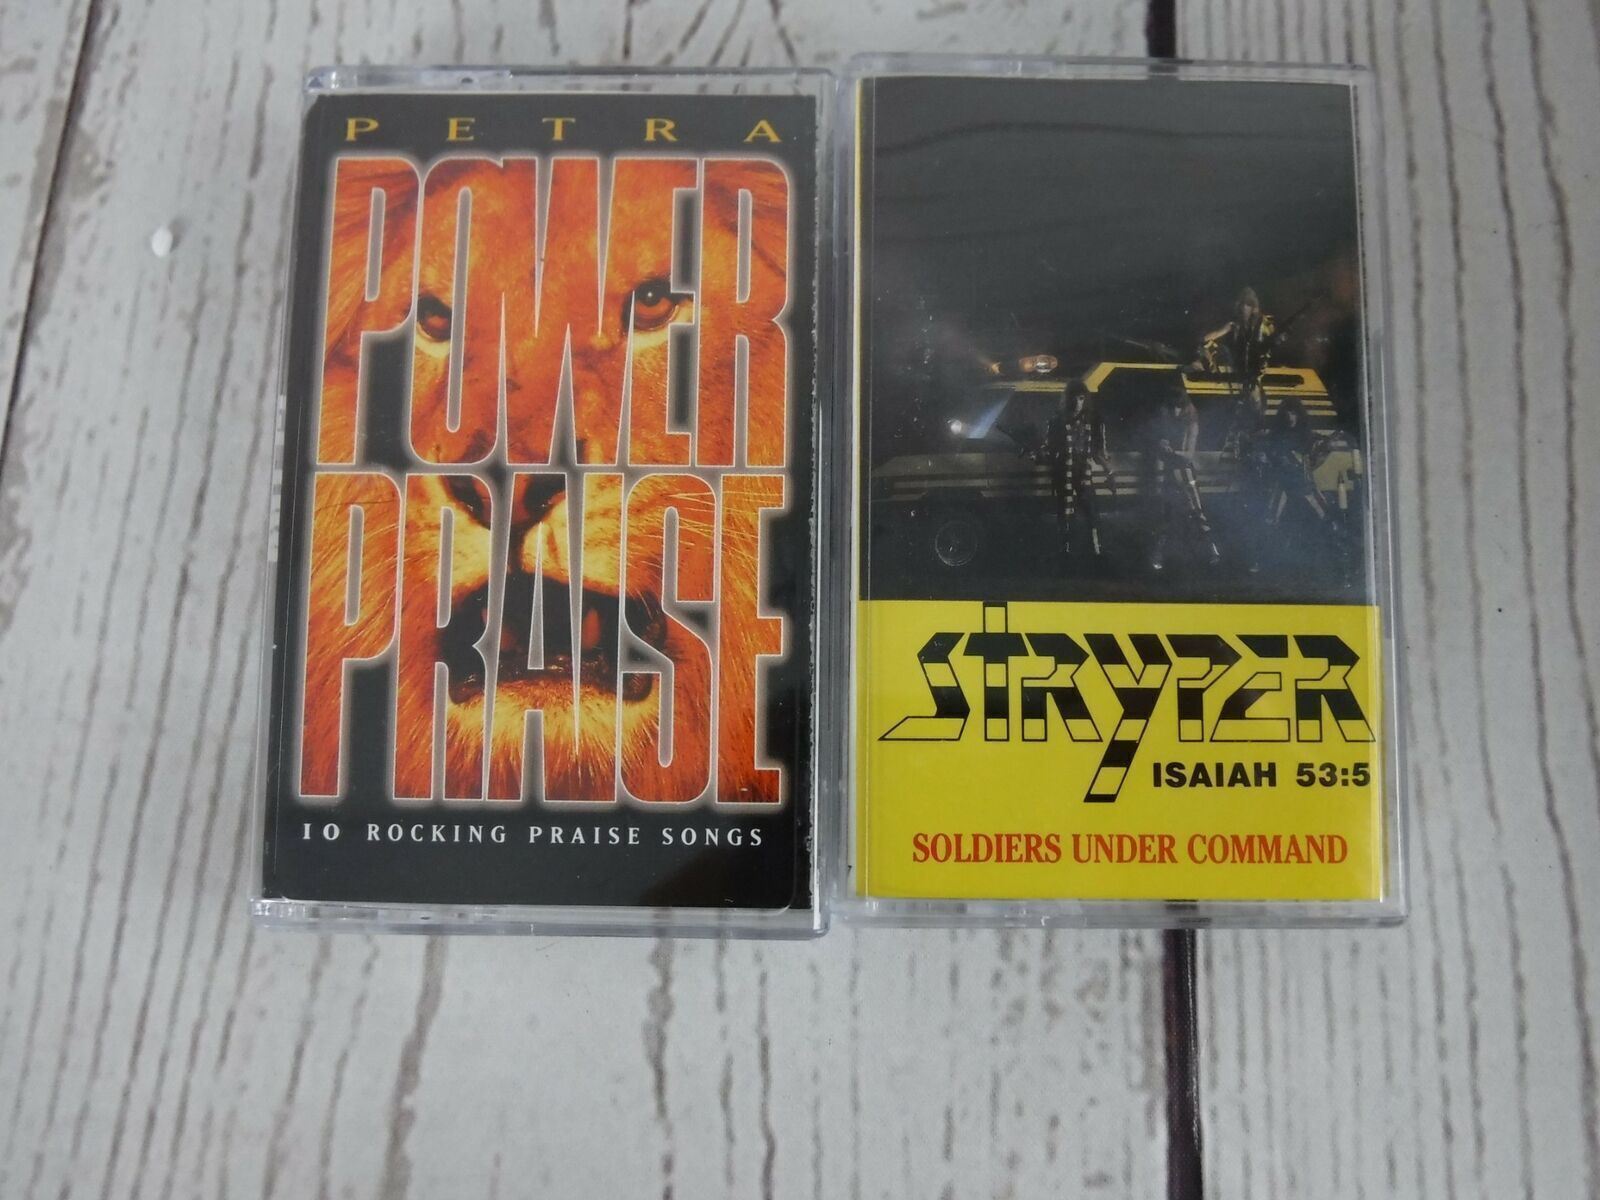 PETRA
POWER
PRAISE
10 ROCKING PRAISE SONGS
STRYPER
ISAIAH 53:5
SOLDIERS UNDER COMMAND